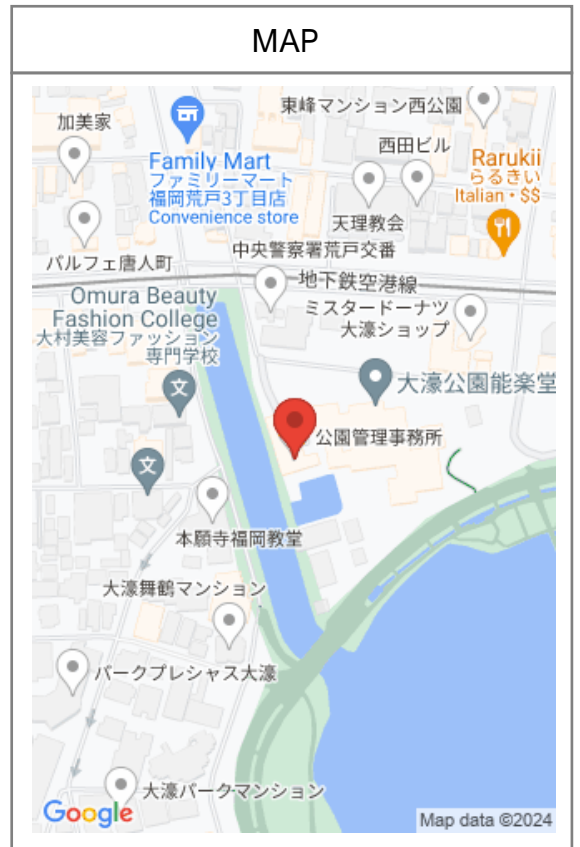 MAP
東峰マンション西公園
加美家
西田ビル
Family Mart
ファミリーマート
福岡荒戸3丁目店
Convenience store
Rarukii
らるきい
Italian・$$
天理教会
中央警察署荒戸交番
パルフェ唐人町
地下鉄空港線
Omura Beauty
Fashion College
大村美容ファッション
専門学校
ミスタードーナツ
大濠ショップ
文
大濠公園能楽堂
公園管理事務所
文
本願寺福岡教堂
大濠舞鶴マンション
パークプレシャス大濠
大濠パークマンション
Google
Map data ©2024